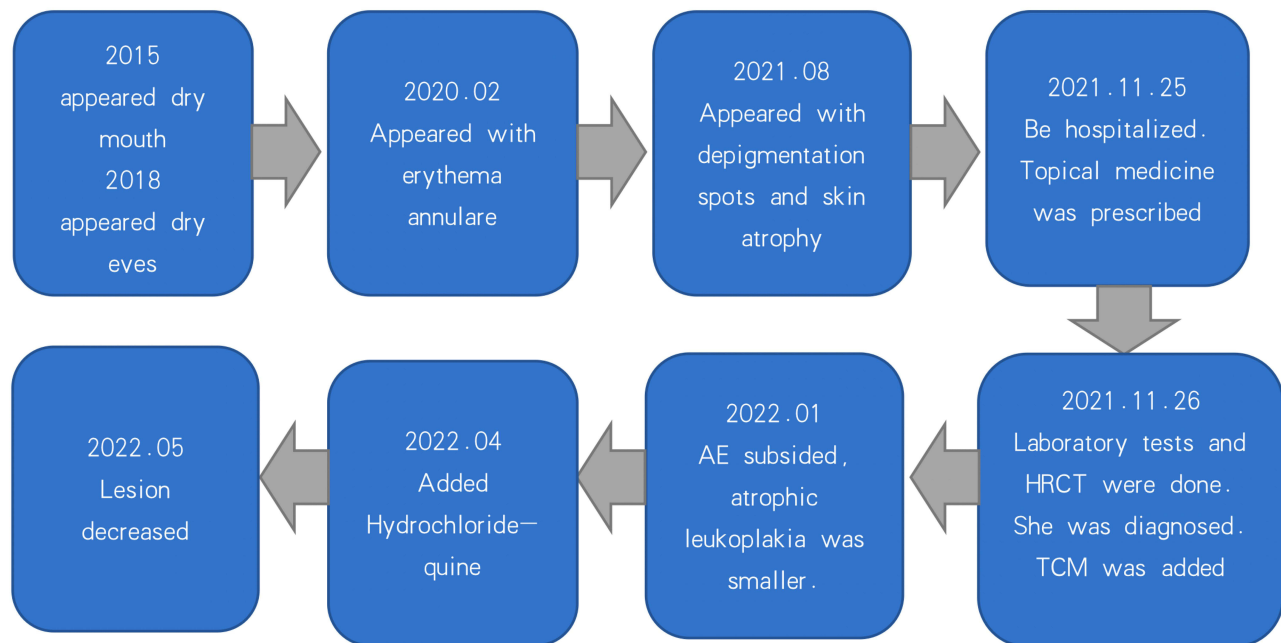 2015
appeared dry
mouth
2018
appeared dry
eves
2020.02
Appeared with
erythema
annulare
2021.08
Appeared with
depigmentation
spots and skin
atrophy
2021.11.25
Be hospitalized.
Topical medicine
was prescribed
2021.11.26
Laboratory tests and
HRCT were done.
She was diagnosed.
TCM was added
2022.01
AE subsided,
atrophic
leukoplakia was
smaller.
2022.04
Added
Hydrochloride—
quine
2022.05
Lesion
decreased